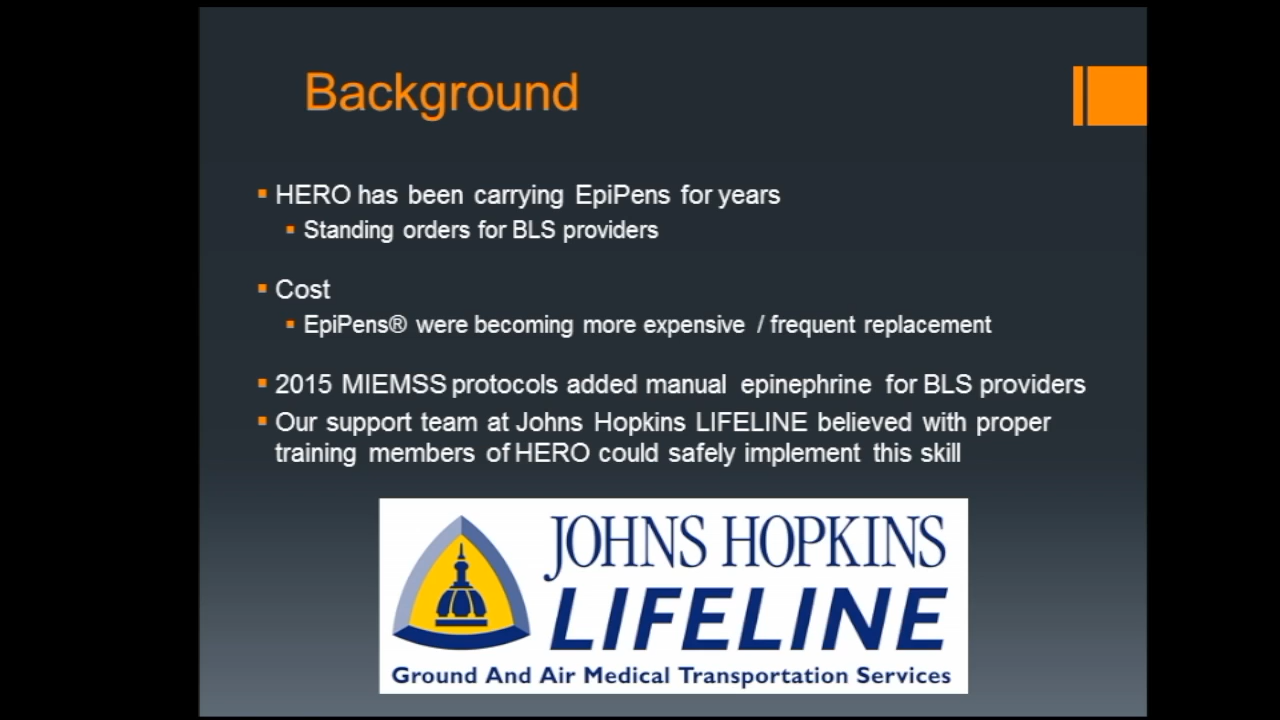 Background
HERO has been carrying EpiPens for years
Standing orders for BLS providers
Cost
EpiPens® were becoming more expensive / frequent replacement
2015 MIEMSS protocols added manual epinephrine for BLS providers
Our support team at Johns Hopkins LIFELINE believed with proper
training members of HERO could safely implement this skill
JOHNS HOPKINS
LIFELINE
Ground And Air Medical Transportation Services